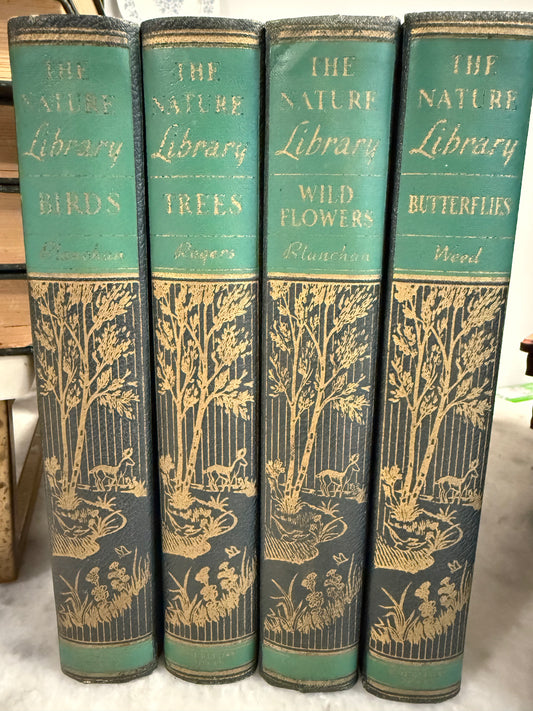 THE
NATURE
Library
BIRDS
Blanchan
THE
NATURE
Library
TREES
Rogers
THE
NATURE
Library
WILD
FLOWERS
Blanchan
THE
NATURE
Library
BUTTERFLIES
Weed